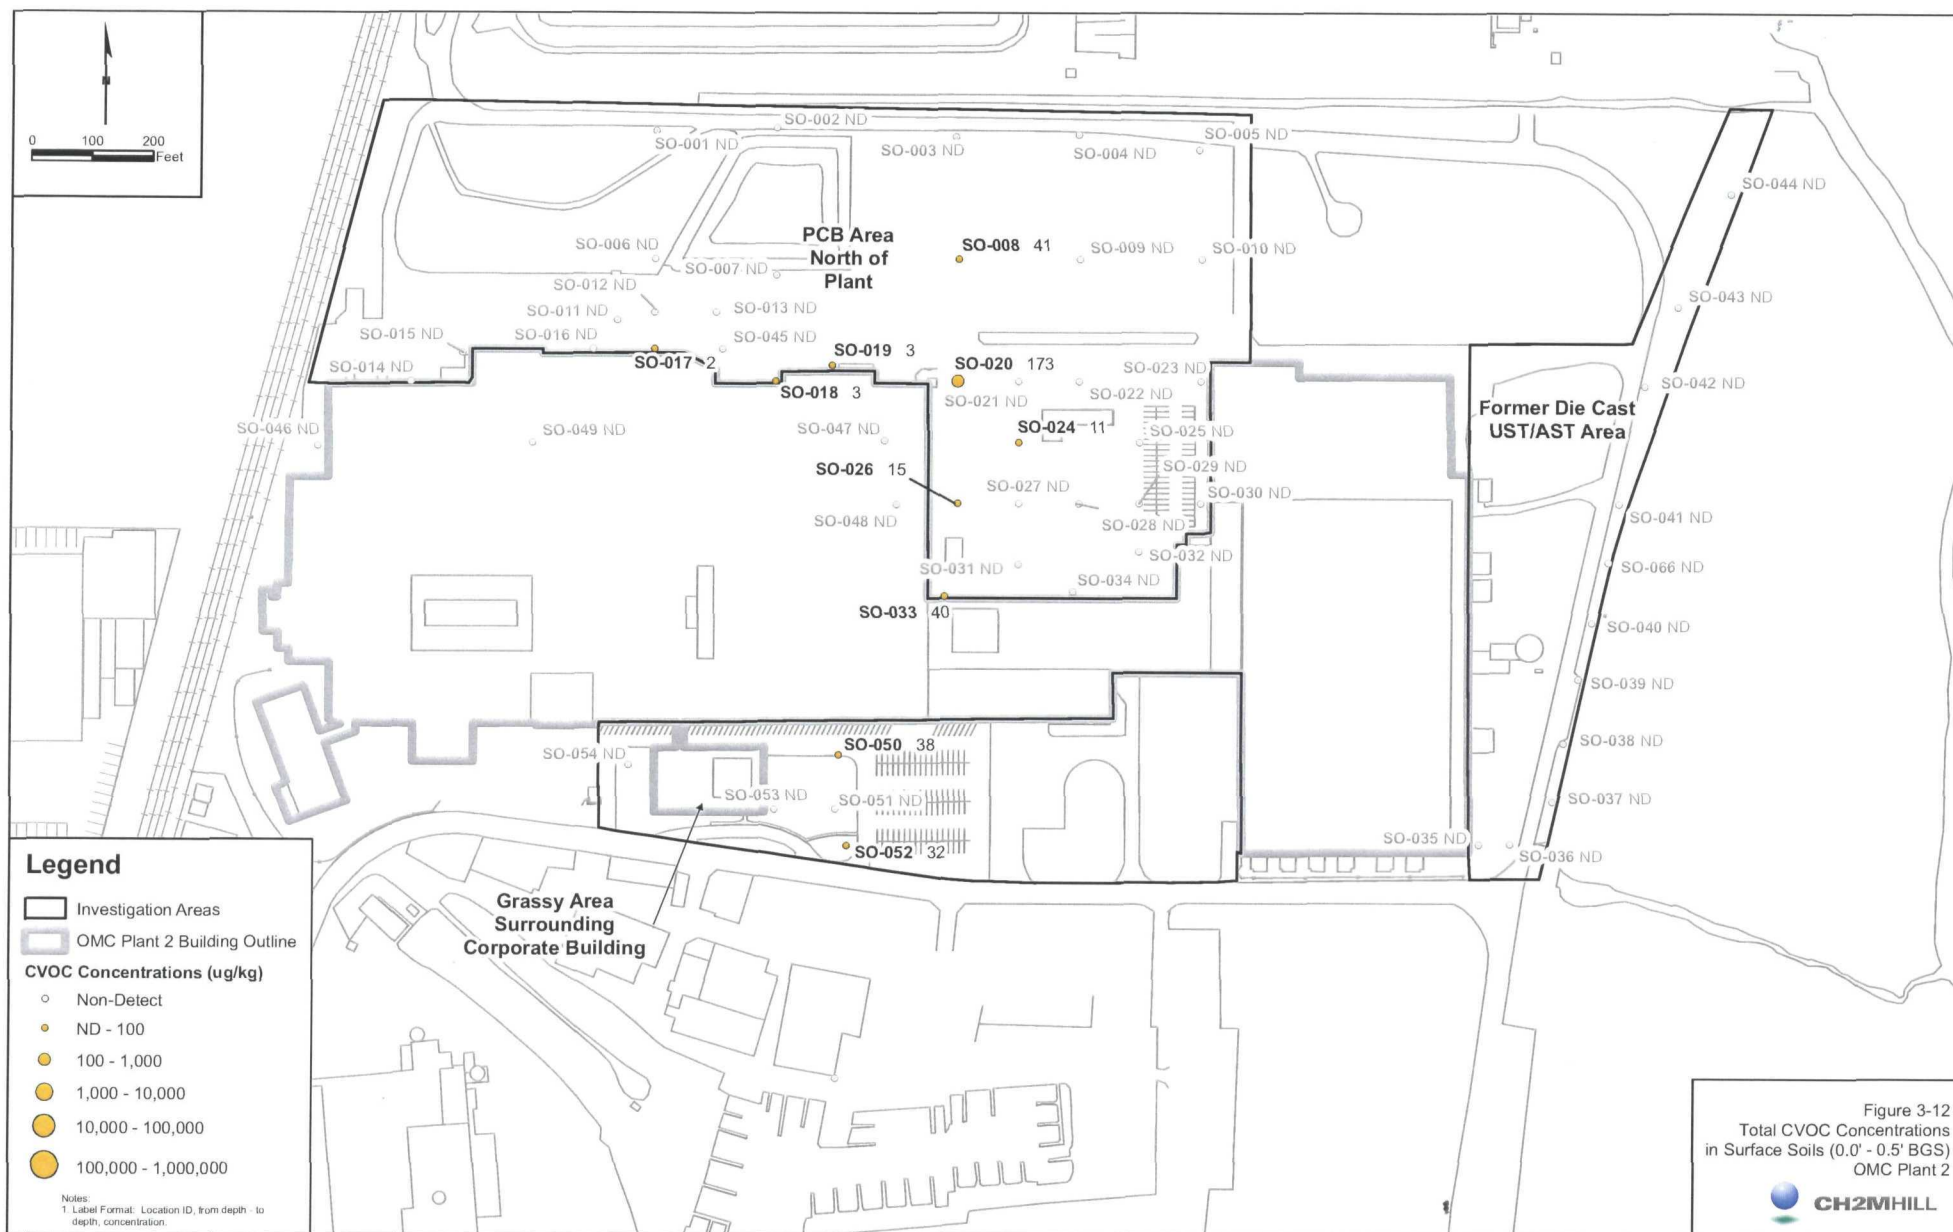 0 100 200
Feet
SO-001 ND
SO-002 ND
SO-003 ND
SO-004 ND
SO-005 ND
SO-044 ND
SO-006 ND
SO-007 ND
PCB Area
North of
Plant
SO-008 41
SO-009 ND
SO-010 ND
SO-012 ND
SO-011 ND
SO-013 ND
SO-043 ND
SO-015 ND
SO-016 ND
SO-045 ND
SO-014 ND
SO-017 2
SO-019 3
SO-018 3
SO-020 173
SO-021 ND
SO-022 ND
SO-023 ND
SO-042 ND
Former Die Cast
UST/AST Area
SO-046 ND
SO-049 ND
SO-047 ND
SO-024 11
SO-025 ND
SO-026 15
SO-029 ND
SO-027 ND
SO-030 ND
SO-048 ND
SO-028 ND
SO-041 ND
SO-031 ND
SO-032 ND
SO-066 ND
SO-034 ND
SO-033 40
SO-040 ND
SO-039 ND
SO-054 ND
SO-050 38
SO-038 ND
SO-053 ND
SO-051 ND
SO-037 ND
SO-052 32
SO-035 ND
SO-036 ND
Grassy Area
Surrounding
Corporate Building
Legend
Investigation Areas
OMC Plant 2 Building Outline
CVOC Concentrations (ug/kg)
Non-Detect
ND - 100
100 - 1,000
1,000 - 10,000
10,000 - 100,000
100,000 - 1,000,000
Notes:
1. Label Format: Location ID, from depth - to
depth, concentration.
Figure 3-12
Total CVOC Concentrations
in Surface Soils (0.0' - 0.5' BGS)
OMC Plant 2
CH2MHILL